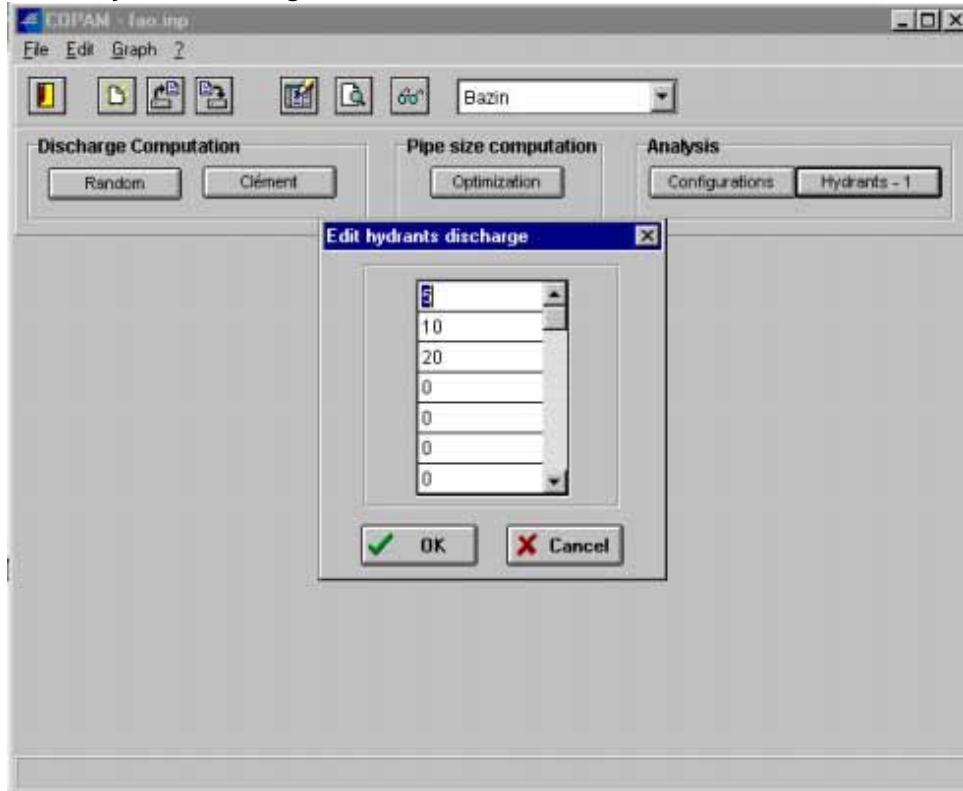 COPAM - fao.inp
File Edit Graph ?
Bazin
Discharge Computation Pipe size computation Analysis
Random Clément Optimization Configurations Hydrants - 1
Edit hydrants discharge
5
10
20
0
0
0
0
OK Cancel